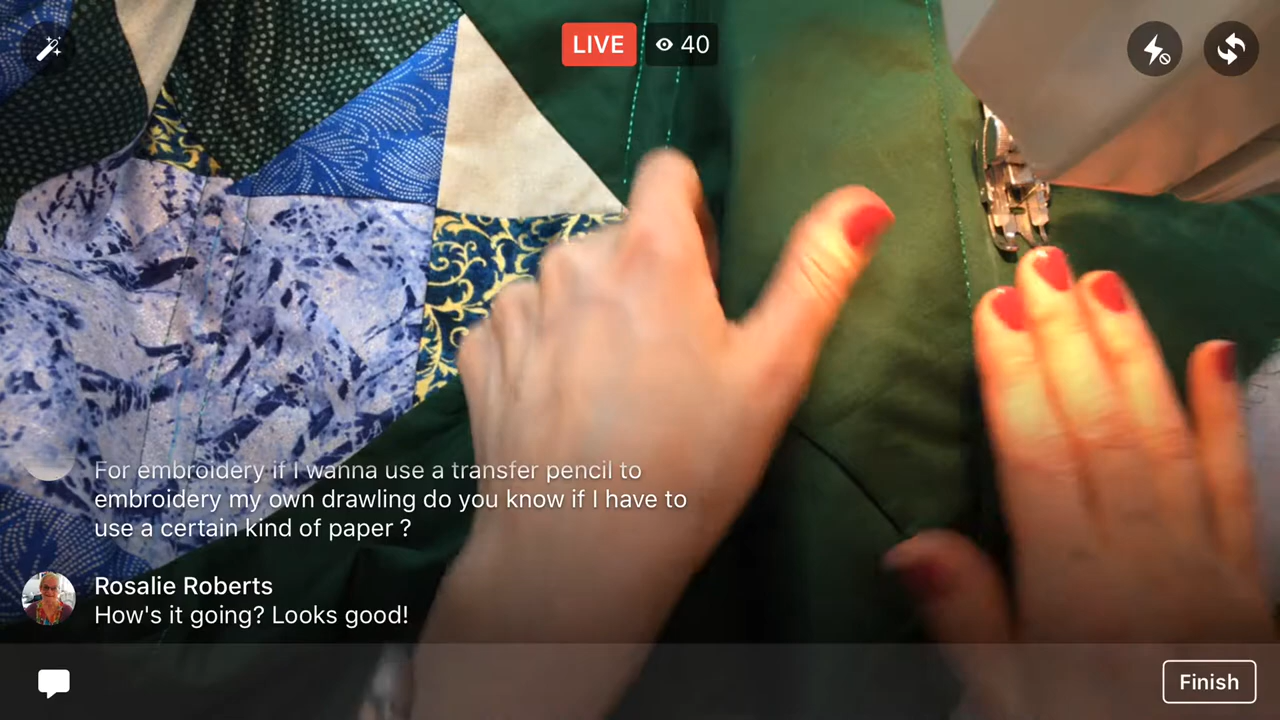 LIVE
40
For embroidery if I wanna use a transfer pencil to
embroidery my own drawling do you know if I have to
use a certain kind of paper ?
Rosalie Roberts
How's it going? Looks good!
Finish